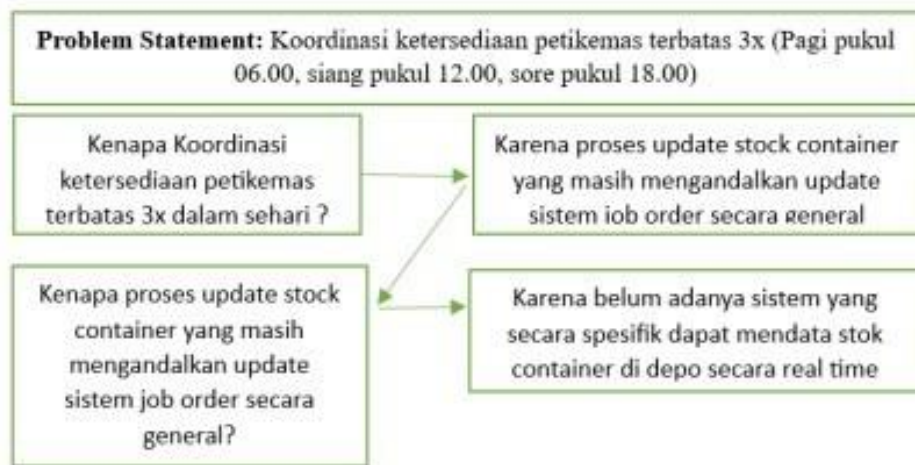 Problem Statement: Koordinasi ketersediaan petikemas terbatas 3x (Pagi pukul
06.00, siang pukul 12.00, sore pukul 18.00)
Kenapa Koordinasi
ketersediaan petikemas
terbatas 3x dalam sehari ?
Karena proses update stock container
yang masih mengandalkan update
sistem job order secara general
Kenapa proses update stock
container yang masih
mengandalkan update
sistem job order secara
general?
Karena belum adanya sistem yang
secara spesifik dapat mendata stok
container di depo secara real time